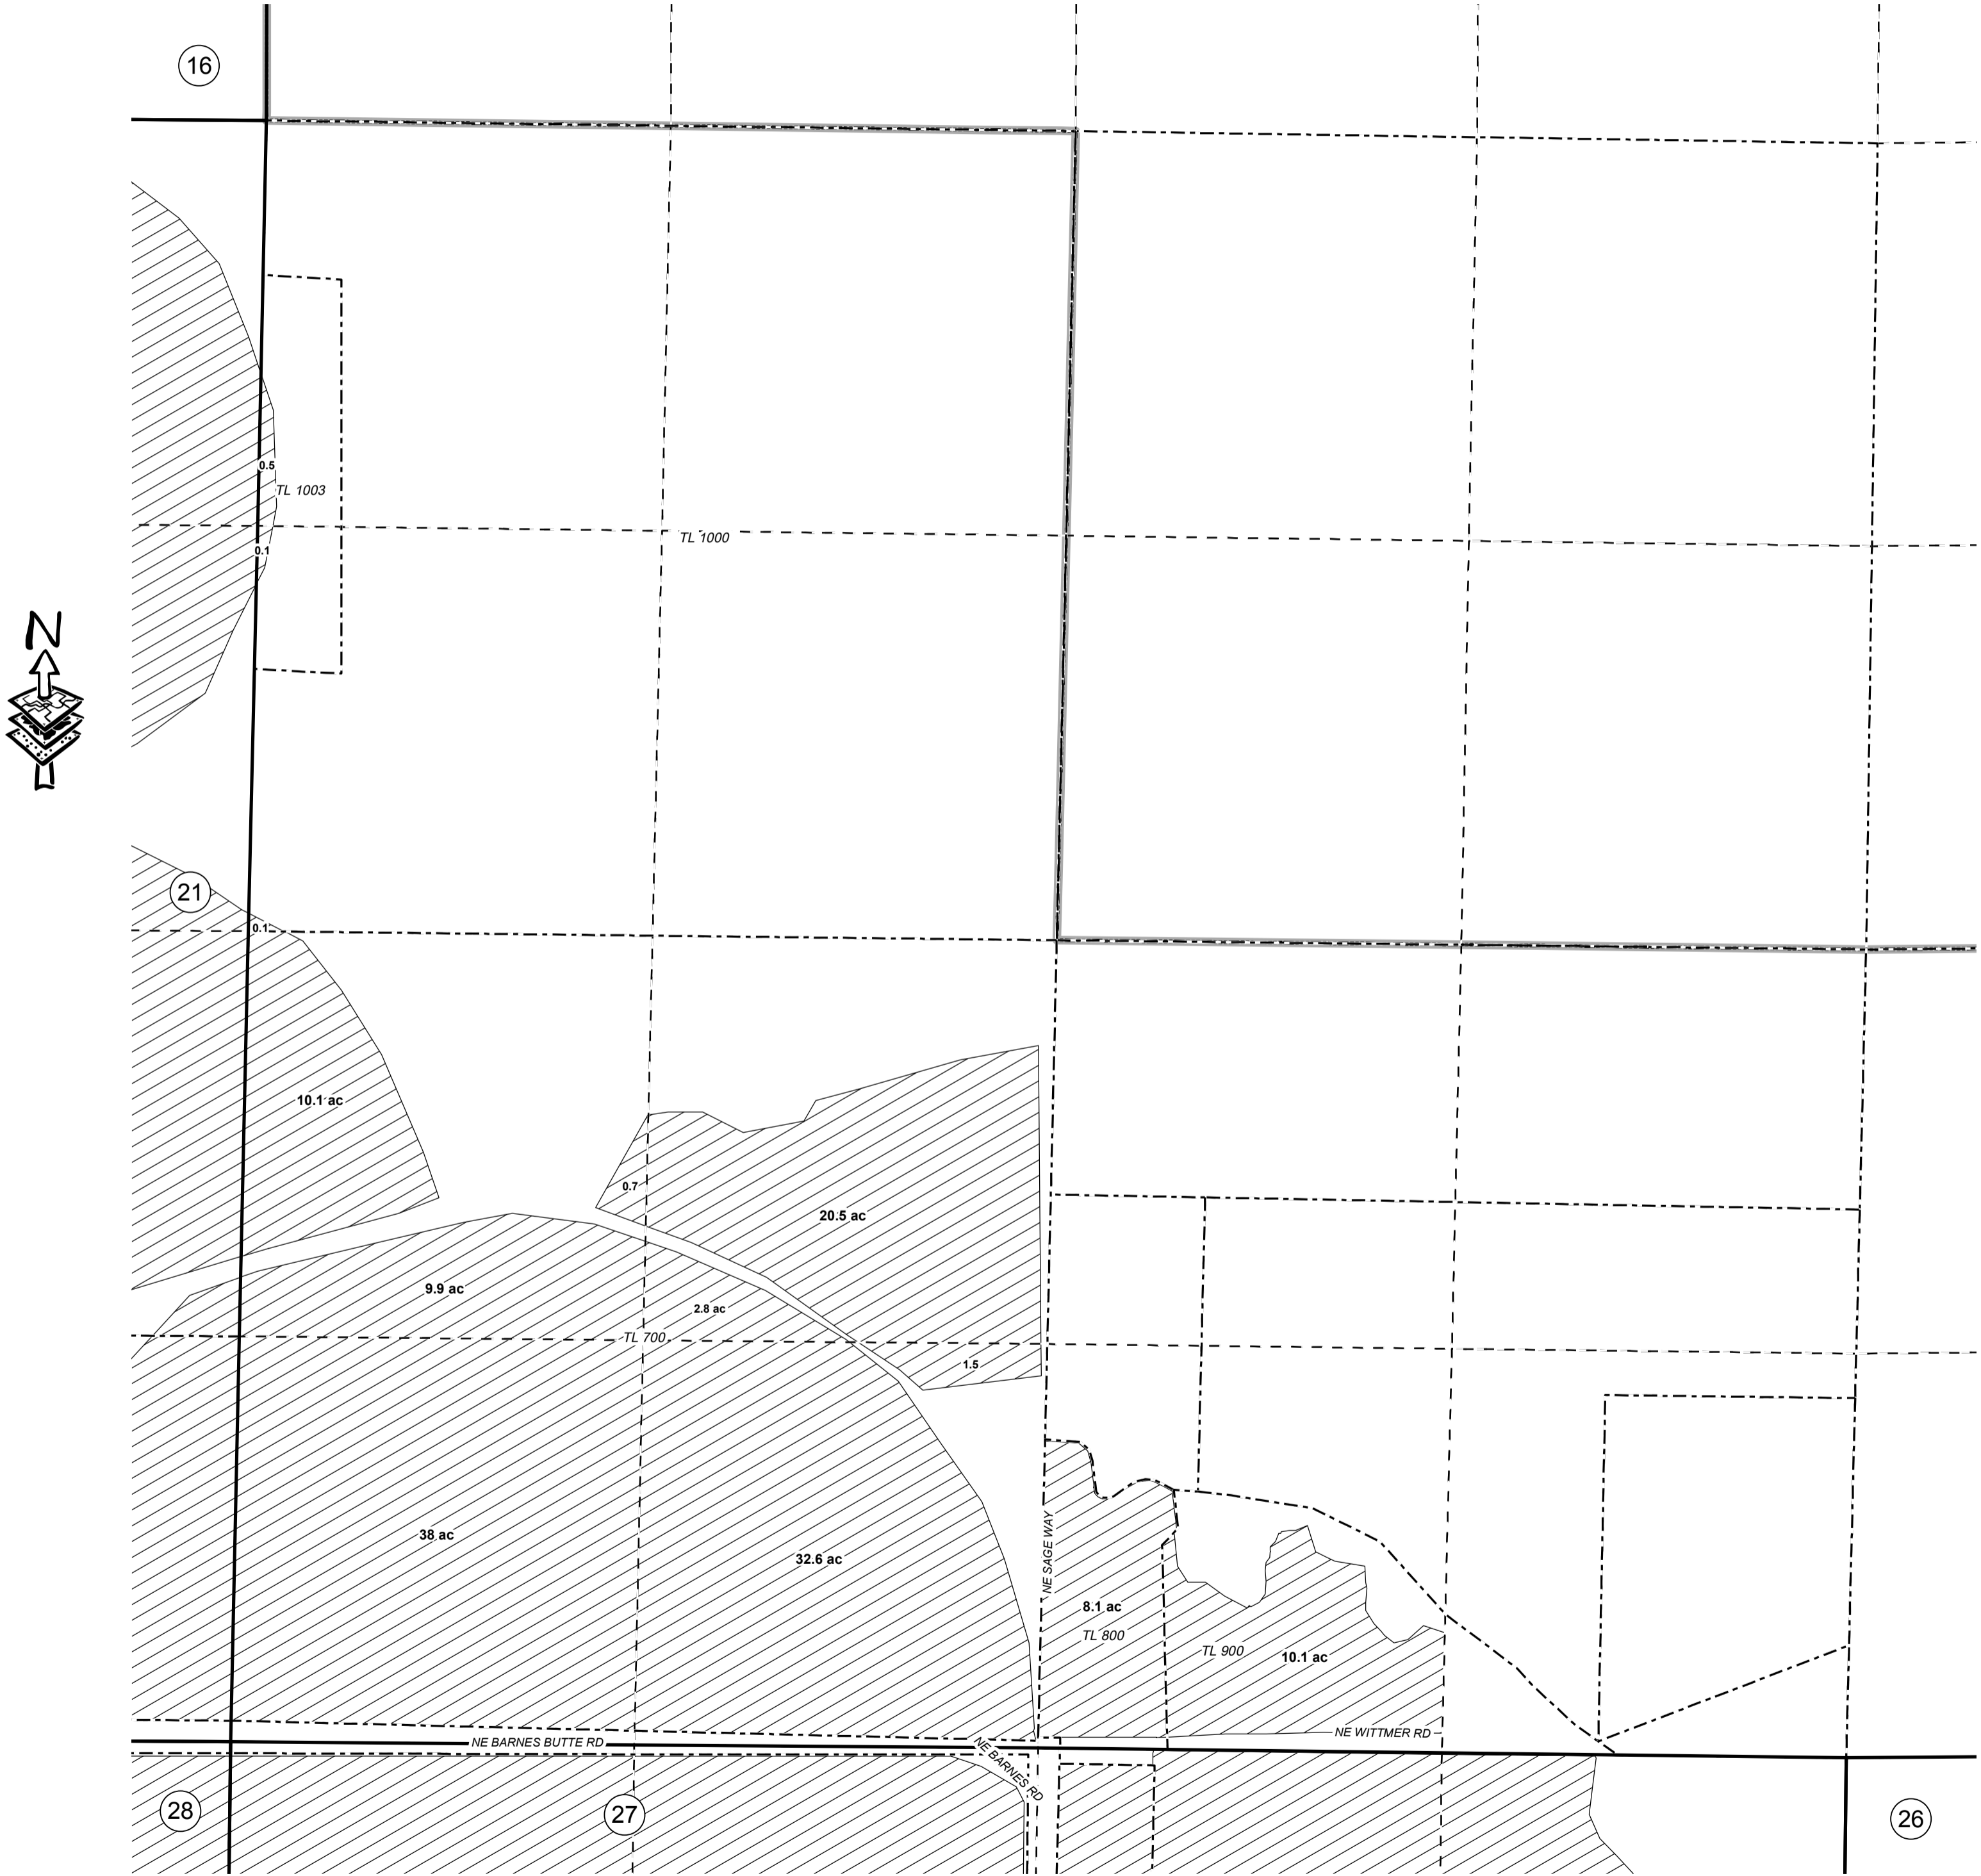 16
0.5
TL 1003
TL 1000
0.1
N
21
0.1
10.1 ac
0.7
20.5 ac
9.9 ac
2.8 ac
TL 700
1.5
38 ac
32.6 ac
NE SAGE WAY
8.1 ac
TL 800
TL 900
10.1 ac
NE WITTMER RD
NE BARNES BUTTE RD
NE BARNES RD
28
27
26